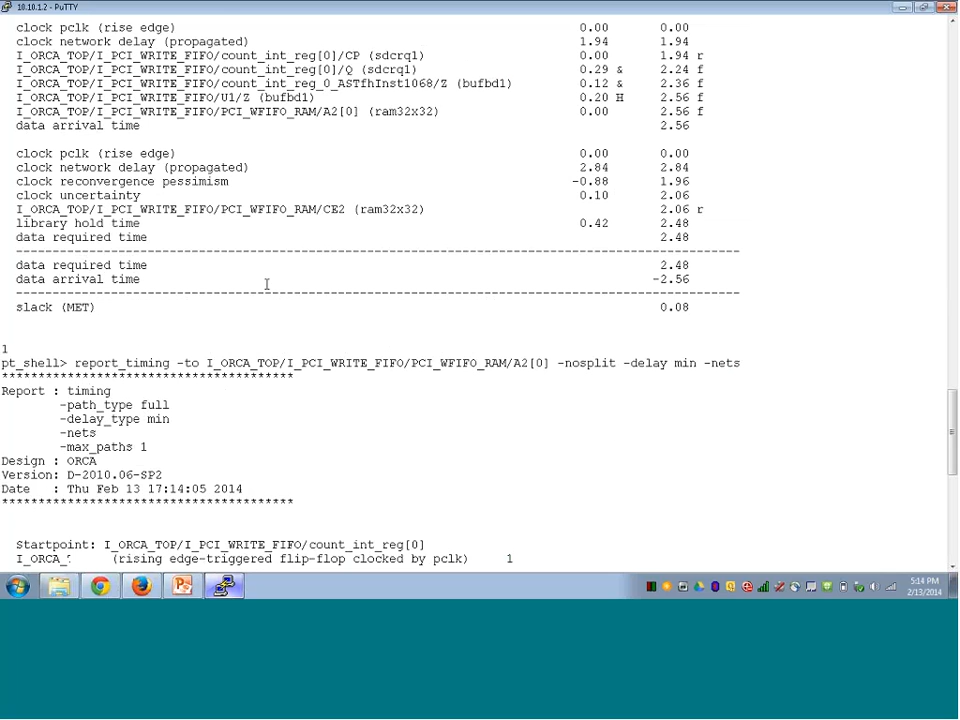 10.10.1.2 - PuTTY
clock pclk (rise edge) 0.00 0.00
clock network delay (propagated) 1.94 1.94
I_ORCA_TOP/I_PCI_WRITE_FIFO/count_int_reg[0]/CP (sdcrq1) 0.00 1.94 r
I_ORCA_TOP/I_PCI_WRITE_FIFO/count_int_reg[0]/Q (sdcrq1) 0.29 & 2.24 f
I_ORCA_TOP/I_PCI_WRITE_FIFO/count_int_reg_0_ASTfhInst1068/Z (bufbd1) 0.12 & 2.36 f
I_ORCA_TOP/I_PCI_WRITE_FIFO/U1/Z (bufbd1) 0.20 H 2.56 f
I_ORCA_TOP/I_PCI_WRITE_FIFO/PCI_WFIFO_RAM/A2[0] (ram32x32) 0.00 2.56 f
data arrival time 2.56
clock pclk (rise edge) 0.00 0.00
clock network delay (propagated) 2.84 2.84
clock reconvergence pessimism -0.88 1.96
clock uncertainty 0.10 2.06
I_ORCA_TOP/I_PCI_WRITE_FIFO/PCI_WFIFO_RAM/CE2 (ram32x32) 2.06 r
library hold time 0.42 2.48
data required time 2.48
---------------------------------------------------------------------------------------------------
data required time 2.48
data arrival time -2.56
---------------------------------------------------------------------------------------------------
slack (MET) 0.08
1
pt_shell> report_timing -to I_ORCA_TOP/I_PCI_WRITE_FIFO/PCI_WFIFO_RAM/A2[0] -nosplit -delay min -nets
****************************************
Report : timing
-path_type full
-delay_type min
-nets
-max_paths 1
Design : ORCA
Version: D-2010.06-SP2
Date : Thu Feb 13 17:14:05 2014
****************************************
Startpoint: I_ORCA_TOP/I_PCI_WRITE_FIFO/count_int_reg[0]
I_ORCA_ (rising edge-triggered flip-flop clocked by pclk) 1
5:14 PM
2/13/2014